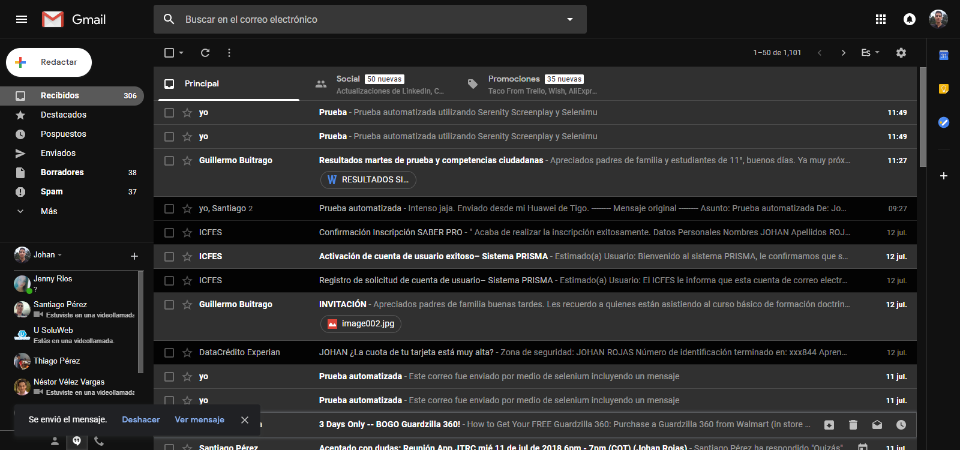 Gmail
Buscar en el correo electrónico
Redactar
1–50 de 1,101
Es
Recibidos 306
Destacados
Pospuestos
Enviados
Borradores 38
Spam 37
Más
Principal
Social 50 nuevas
Actualizaciones de LinkedIn, C...
Promociones 35 nuevas
Taco From Trello, Wish, AliExpr...
yo Prueba - Prueba automatizada utilizando Serenity Screenplay y Selenimu 11:49
yo Prueba - Prueba automatizada utilizando Serenity Screenplay y Selenimu 11:49
Guillermo Buitrago Resultados martes de prueba y competencias ciudadanas - Apreciados padres de familia y estudiantes de 11°, buenos días. Ya muy próx... 11:27
RESULTADOS SI...
yo, Santiago 2 Prueba automatizada - Intenso jaja. Enviado desde mi Huawei de Tigo. ------ Mensaje original ------ Asunto: Prueba automatizada De: Jo... 09:27
ICFES Confirmación Inscripción SABER PRO - " Acaba de realizar la inscripción exitosamente. Datos Personales Nombres JOHAN Apellidos ROJ... 12 jul.
ICFES Activación de cuenta de usuario exitoso– Sistema PRISMA - Estimado(a) Usuario: Bienvenido al sistema PRISMA, le confirmamos que s... 12 jul.
ICFES Registro de solicitud de cuenta de usuario– Sistema PRISMA - Estimado(a) Usuario: El ICFES le informa que esta cuenta de correo electr... 12 jul.
Guillermo Buitrago INVITACIÓN - Apreciados padres de familia buenas tardes. Les recuerdo a quienes están asistiendo al curso básico de formación doctrin... 12 jul.
image002.jpg
DataCrédito Experian JOHAN ¿La cuota de tu tarjeta está muy alta? - Zona de seguridad: JOHAN ROJAS Número de identificación terminado en: xxx844 Apren... 12 jul.
yo Prueba automatizada - Este correo fue enviado por medio de selenium incluyendo un mensaje 11 jul.
yo Prueba automatiza - Este correo fue enviado por medio de selenium incluyendo un mensaje 11 jul.
3 Days Only -- BOGO Guardzilla 360! - How to Get Your FREE Guardzilla 360: Purchase a Guardzilla 360 from Walmart (in store ...
Santiago Pérez Aceptado con dudas: Reunión App JTRC mié 11 de jul de 2018 6pm - 7pm (COT) (Johan Rojas) - Santiago Pérez ha respondido "Quizás"
Johan
Jenny Ríos
?
Santiago Pérez
Estuviste en una videollamada
U SoluWeb
Estás en una videollamada.
Thiago Pérez
Néstor Vélez Vargas
Estuviste en una videollamada
Se envió el mensaje. Deshacer Ver mensaje